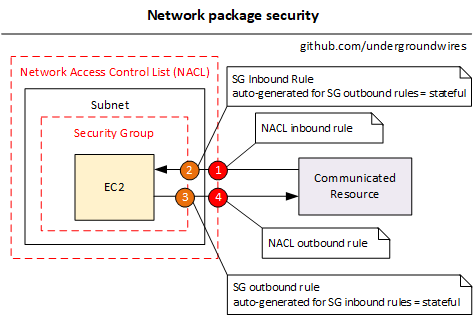 Network package security
github.com/undergroundwires
Network Access Control List (NACL)
SG Inbound Rule
auto-generated for SG outbound rules = stateful
Subnet
Security Group
NACL inbound rule
2
1
EC2
Communicated
Resource
3
4
NACL outbound rule
SG outbound rule
auto-generated for SG inbound rules = stateful